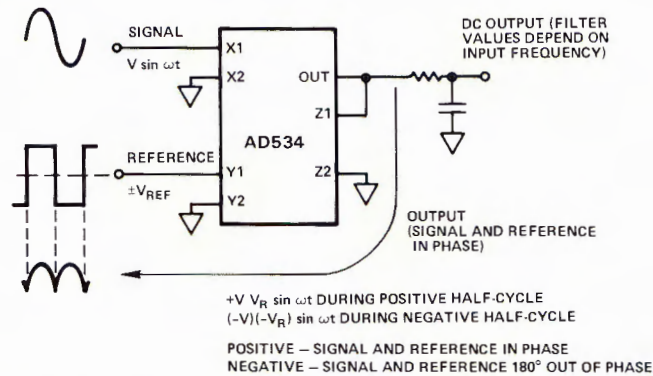 SIGNAL
V sin ωt
X1
X2
OUT
Z1
AD534
REFERENCE
±VREF
Y1
Y2
Z2
DC OUTPUT (FILTER
VALUES DEPEND ON
INPUT FREQUENCY)
OUTPUT
(SIGNAL AND REFERENCE
IN PHASE)
+V VR sin ωt DURING POSITIVE HALF-CYCLE
(–V)(–VR) sin ωt DURING NEGATIVE HALF-CYCLE
POSITIVE – SIGNAL AND REFERENCE IN PHASE
NEGATIVE – SIGNAL AND REFERENCE 180° OUT OF PHASE